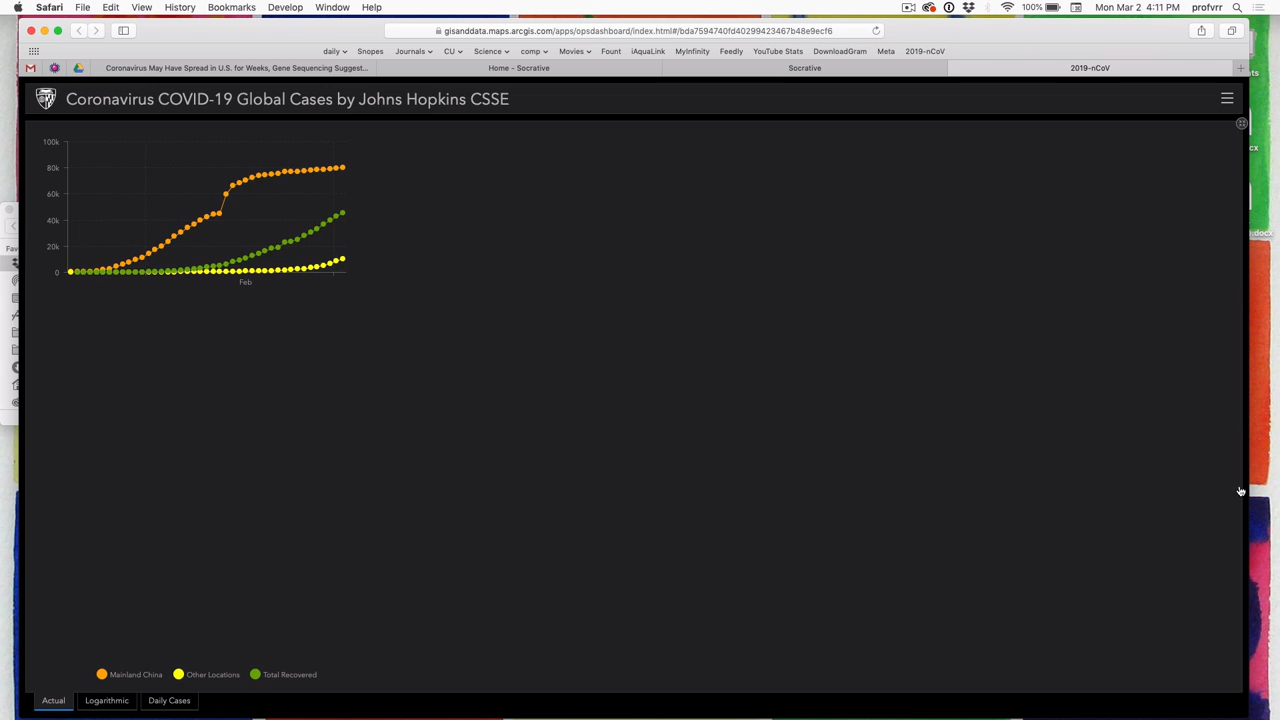 Safari File Edit View History Bookmarks Develop Window Help 100% Mon Mar 2 4:11 PM profvrr
gisanddata.maps.arcgis.com/apps/opsdashboard/index.html#/bda7594740fd40299423467b48e9ecf6
daily Snopes Journals CU Science comp Movies Fount iAquaLink MyInfinity Feedly YouTube Stats DownloadGram Meta 2019-nCoV
Coronavirus May Have Spread in U.S. for Weeks, Gene Sequencing Suggest... Home - Socrative Socrative 2019-nCoV
Coronavirus COVID-19 Global Cases by Johns Hopkins CSSE
100k
80k
60k
40k
20k
0
Feb
Mainland China Other Locations Total Recovered
Actual Logarithmic Daily Cases